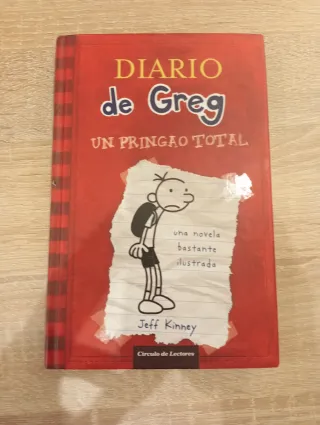 DIARIO
de Greg
UN PRINGAO TOTAL
una novela
bastante
ilustrada
Jeff Kinney
Círculo de Lectores